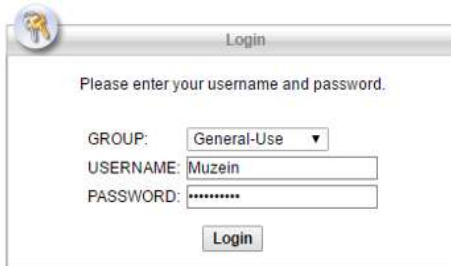 Login
Please enter your username and password.
GROUP: General-Use ▼
USERNAME: Muzein
PASSWORD: ••••••••••
Login